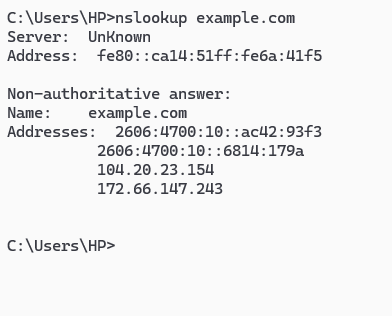 C:\Users\HP>nslookup example.com
Server:  UnKnown
Address:  fe80::ca14:51ff:fe6a:41f5

Non-authoritative answer:
Name:    example.com
Addresses:  2606:4700:10::ac42:93f3
          2606:4700:10::6814:179a
          104.20.23.154
          172.66.147.243


C:\Users\HP>